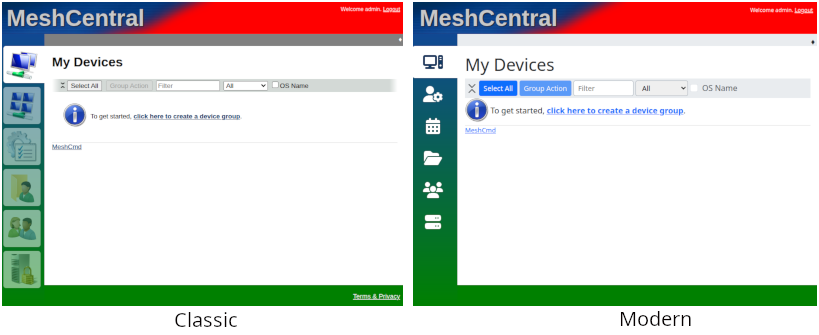 MeshCentral
Welcome admin. Logout
My Devices
Select All Group Action Filter All OS Name
To get started, click here to create a device group.
MeshCmd
Terms & Privacy
Classic
MeshCentral
Welcome admin. Logout
My Devices
Select All Group Action Filter All OS Name
To get started, click here to create a device group.
MeshCmd
Modern